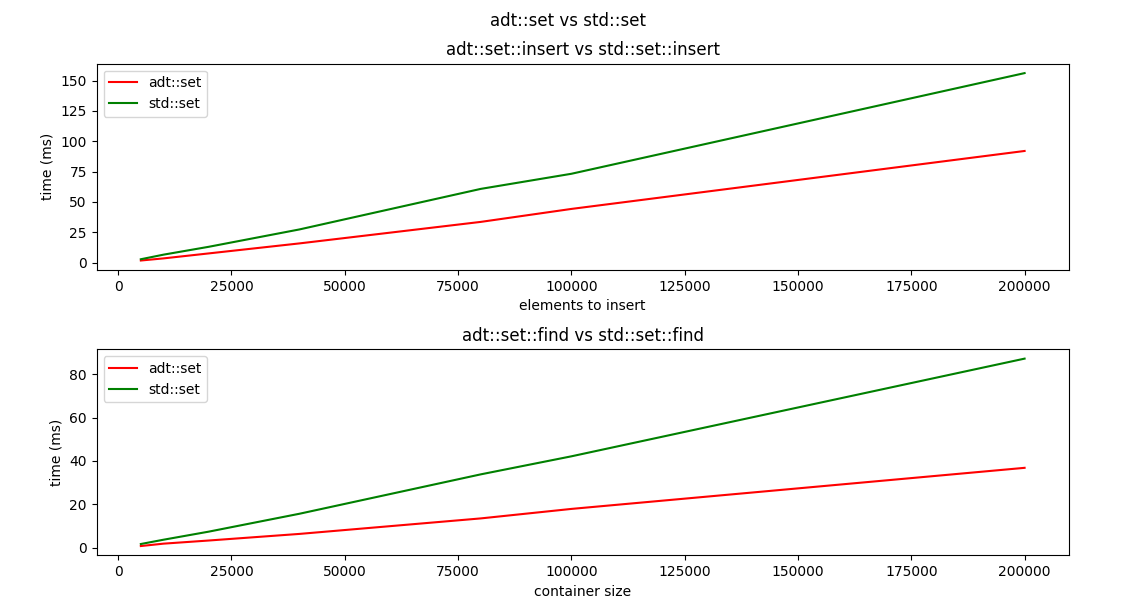 adt::set vs std::set
adt::set::insert vs std::set::insert
adt::set
std::set
150
125
100
75
50
25
0
time (ms)
0 25000 50000 75000 100000 125000 150000 175000 200000
elements to insert
adt::set::find vs std::set::find
adt::set
std::set
80
60
40
20
0
time (ms)
0 25000 50000 75000 100000 125000 150000 175000 200000
container size